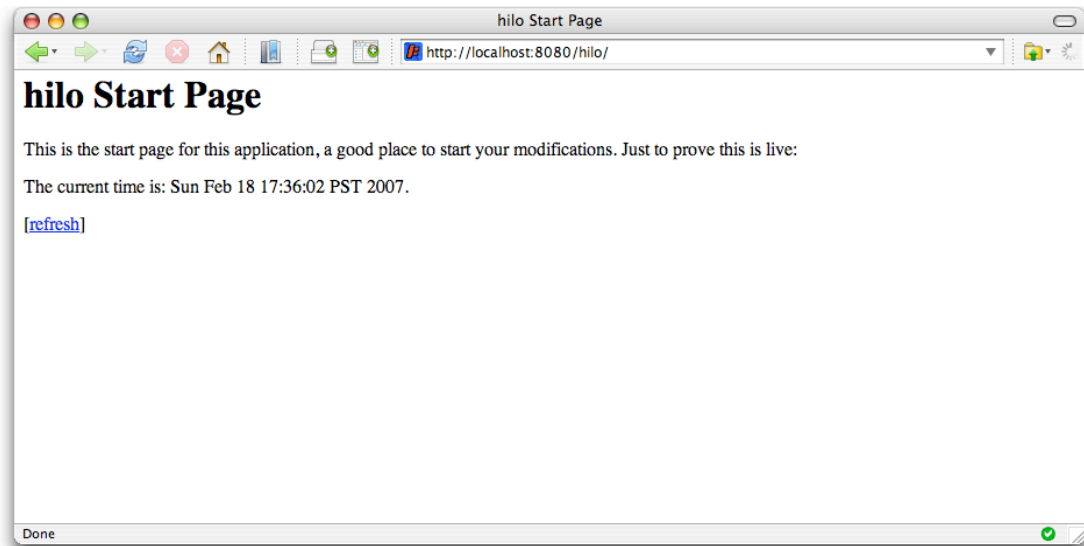 hilo Start Page
http://localhost:8080/hilo/
hilo Start Page
This is the start page for this application, a good place to start your modifications. Just to prove this is live:
The current time is: Sun Feb 18 17:36:02 PST 2007.
[refresh]
Done